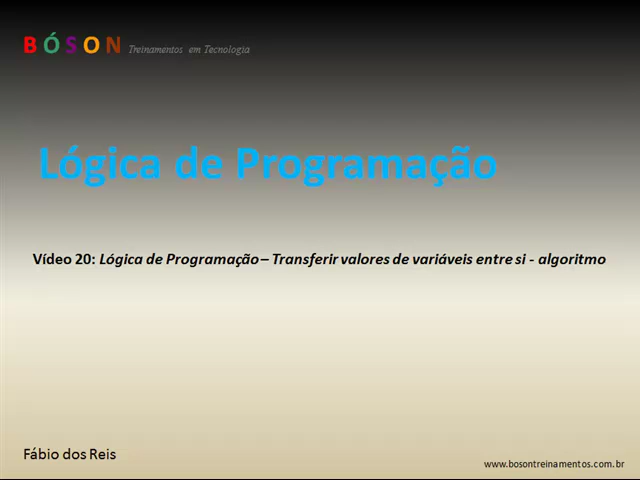 BÓSON Treinamentos em Tecnologia
Lógica de Programação
Vídeo 20: Lógica de Programação – Transferir valores de variáveis entre si - algoritmo
Fábio dos Reis
www.bosontreinamentos.com.br